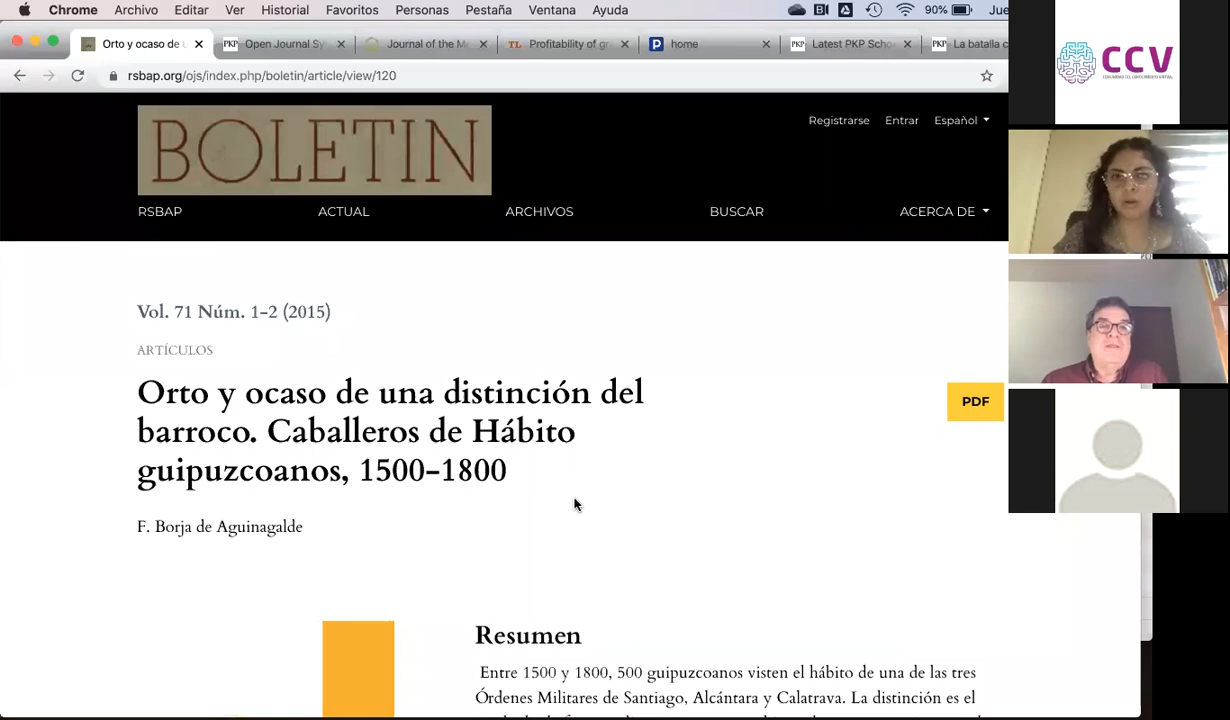 Chrome Archivo Editar Ver Historial Favoritos Personas Pestaña Ventana Ayuda 90% Jue
Orto y ocaso de u Open Journal Sy Journal of the M Profitability of gr home Latest PKP Scho La batalla c
rsbap.org/ojs/index.php/boletin/article/view/120
CCV
BOLETIN
Registrarse Entrar Español
RSBAP ACTUAL ARCHIVOS BUSCAR ACERCA DE
Vol. 71 Núm. 1-2 (2015)
ARTÍCULOS
Orto y ocaso de una distinción del
barroco. Caballeros de Hábito
guipuzcoanos, 1500-1800
PDF
F. Borja de Aguinagalde
Resumen
Entre 1500 y 1800, 500 guipuzcoanos visten el hábito de una de las tres
Órdenes Militares de Santiago, Alcántara y Calatrava. La distinción es el